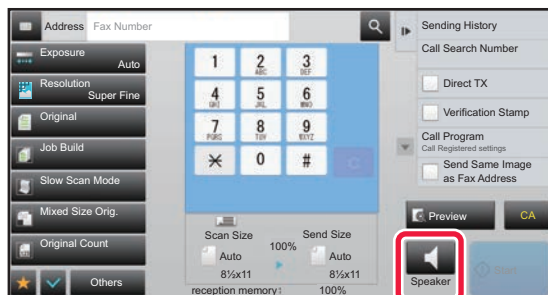 Address Fax Number
Sending History
Call Search Number
Direct TX
Verification Stamp
Call Program
Call Registered settings
Send Same Image
as Fax Address
Exposure
Auto
Resolution
Super Fine
Original
Job Build
Slow Scan Mode
Mixed Size Orig.
Original Count
Others
1
2
ABC
3
DEF
4
GHI
5
JKL
6
MNO
7
PQRS
8
TUV
9
WXYZ
0
#
C
Scan Size
100%
Send Size
Auto
Auto
8½x11
8½x11
reception memory:
100%
Preview
CA
Speaker
Start